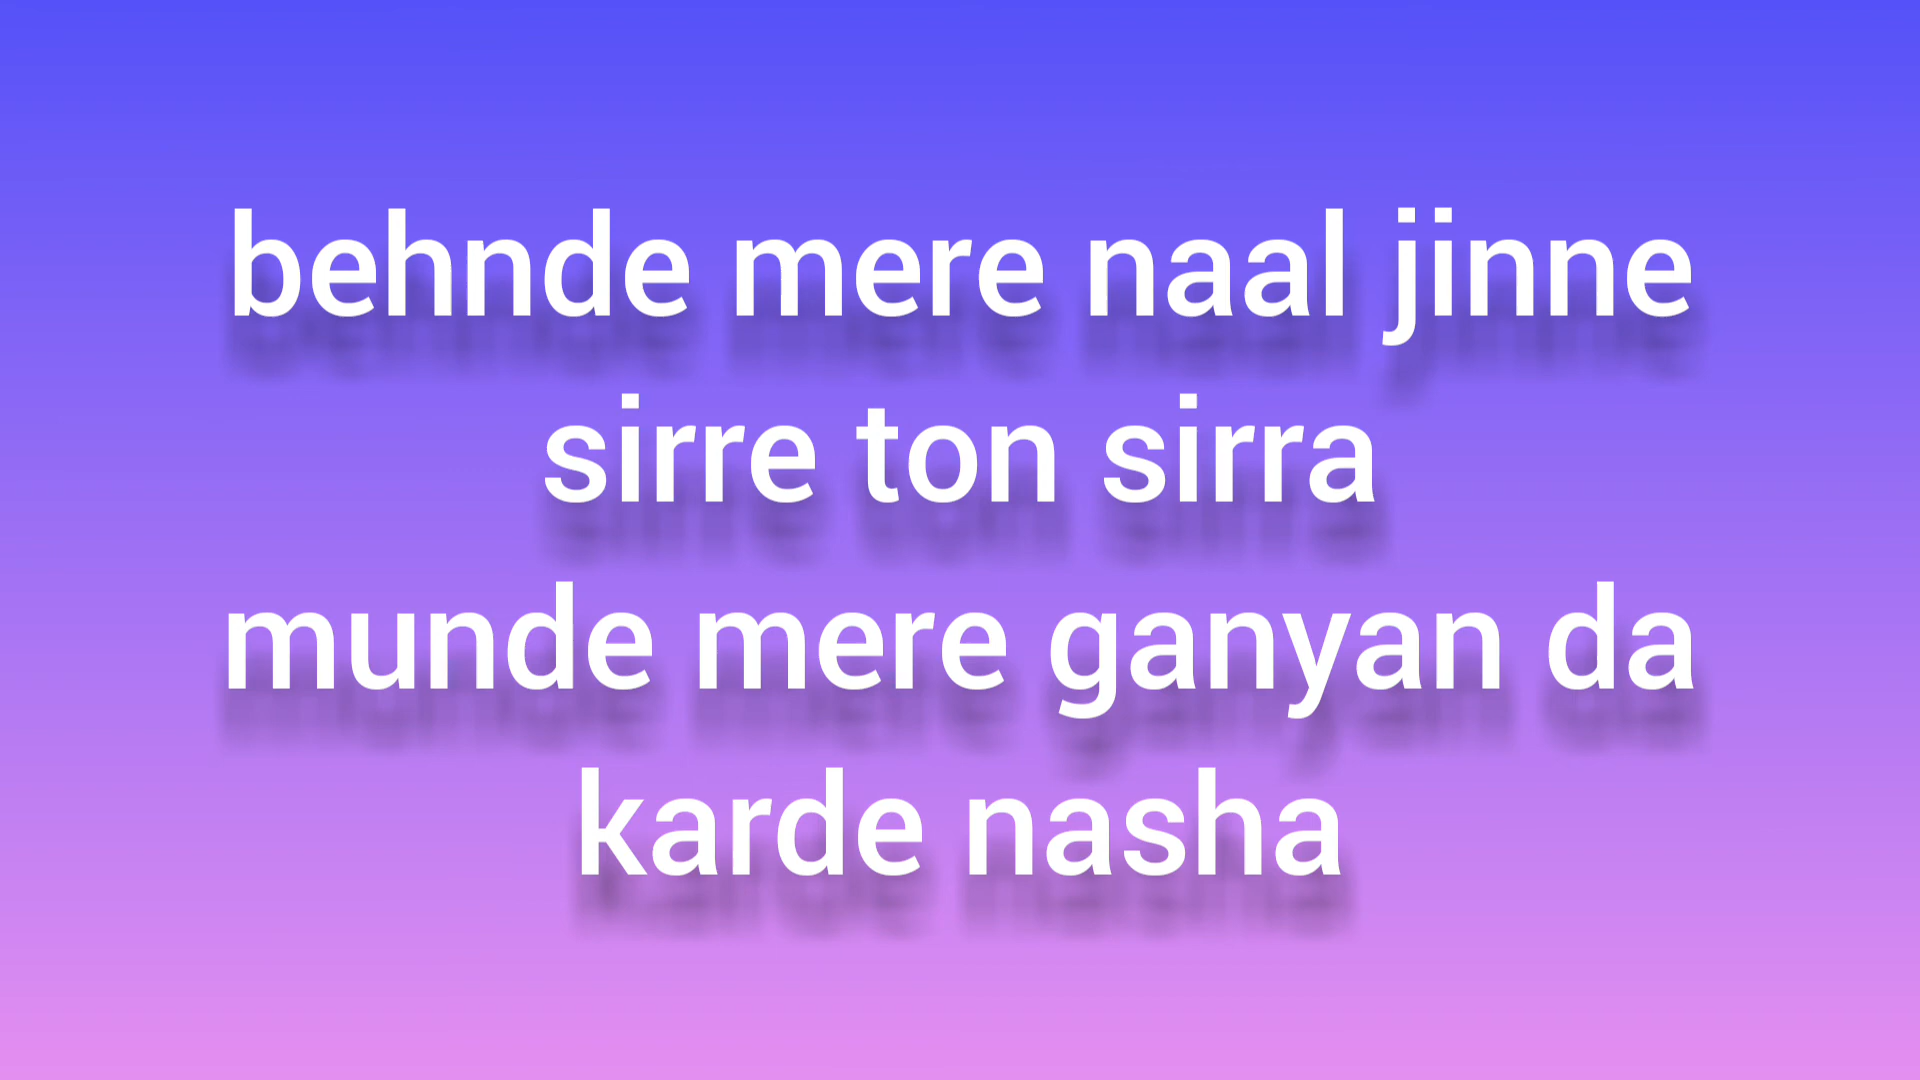 behnde mere naal jinne
sirre ton sirra
munde mere ganyan da
karde nasha